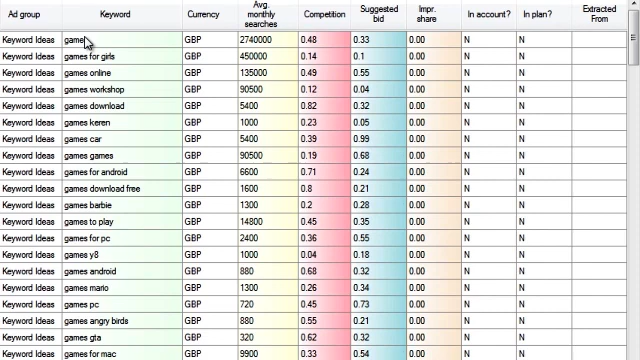 Ad group Keyword Currency Avg. monthly searches Competition Suggested bid Impr. share In account? In plan? Extracted From
Keyword Ideas games GBP 2740000 0.48 0.33 0.00 N N
Keyword Ideas games for girls GBP 450000 0.14 0.1 0.00 N N
Keyword Ideas games online GBP 135000 0.49 0.55 0.00 N N
Keyword Ideas games workshop GBP 90500 0.12 0.04 0.00 N N
Keyword Ideas games download GBP 5400 0.82 0.32 0.00 N N
Keyword Ideas games keren GBP 1000 0.23 0.05 0.00 N N
Keyword Ideas games car GBP 5400 0.39 0.99 0.00 N N
Keyword Ideas games games GBP 90500 0.19 0.68 0.00 N N
Keyword Ideas games for android GBP 6600 0.71 0.24 0.00 N N
Keyword Ideas games download free GBP 1600 0.8 0.21 0.00 N N
Keyword Ideas games barbie GBP 1300 0.2 0.28 0.00 N N
Keyword Ideas games to play GBP 14800 0.45 0.35 0.00 N N
Keyword Ideas games for pc GBP 2400 0.36 0.55 0.00 N N
Keyword Ideas games y8 GBP 1000 0.04 0.18 0.00 N N
Keyword Ideas games android GBP 880 0.68 0.32 0.00 N N
Keyword Ideas games mario GBP 1300 0.26 0.34 0.00 N N
Keyword Ideas games pc GBP 720 0.45 0.73 0.00 N N
Keyword Ideas games angry birds GBP 880 0.55 0.21 0.00 N N
Keyword Ideas games gta GBP 320 0.62 0.32 0.00 N N
Keyword Ideas games for mac GBP 9900 0.33 0.54 0.00 N N